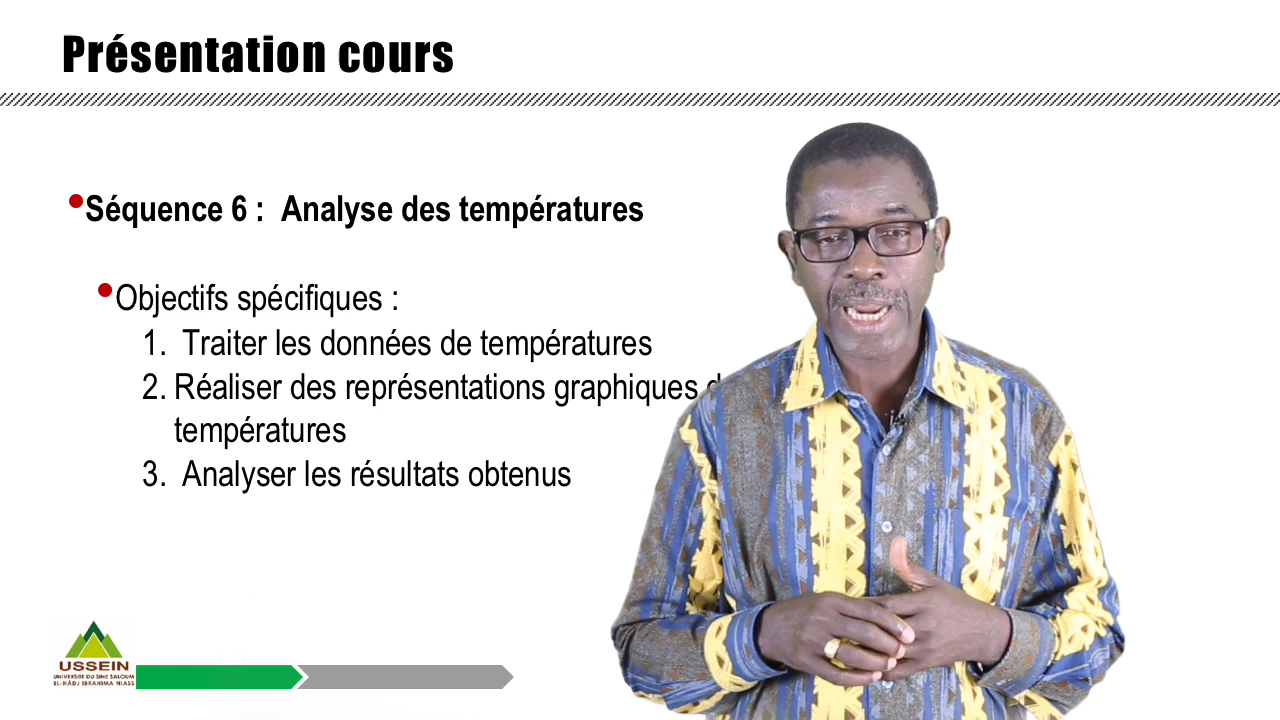 Présentation cours
•Séquence 6 : Analyse des températures
•Objectifs spécifiques :
1. Traiter les données de températures
2. Réaliser des représentations graphiques
températures
3. Analyser les résultats obtenus
USSEIN
UNIVERSITE DU SINE SALOUM
EL-HÂDJ IBRAHIMA NIASS